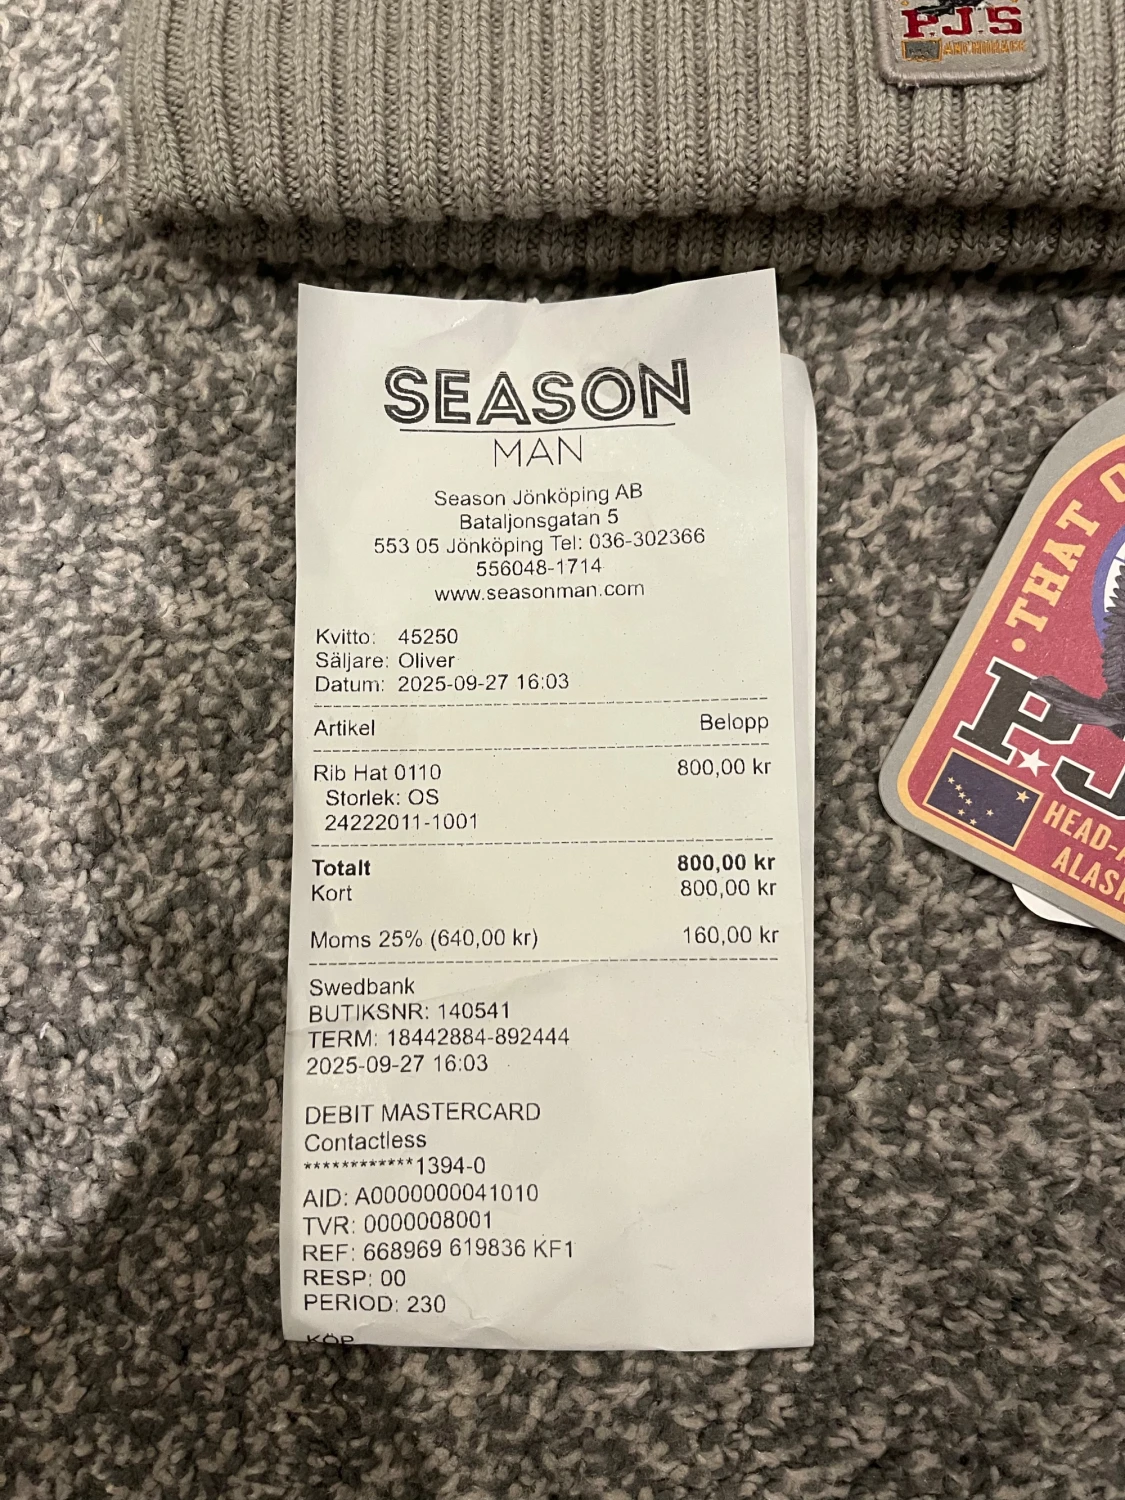 P.J.S
ANCHORAGE
SEASON
MAN
Season Jönköping AB
Bataljonsgatan 5
553 05 Jönköping Tel: 036-302366
556048-1714
www.seasonman.com
Kvitto: 45250
Säljare: Oliver
Datum: 2025-09-27 16:03
Artikel Belopp
Rib Hat 0110 800,00 kr
Storlek: OS
24222011-1001
Totalt 800,00 kr
Kort 800,00 kr
Moms 25% (640,00 kr) 160,00 kr
Swedbank
BUTIKSNR: 140541
TERM: 18442884-892444
2025-09-27 16:03
DEBIT MASTERCARD
Contactless
************1394-0
AID: A0000000041010
TVR: 0000008001
REF: 668969 619836 KF1
RESP: 00
PERIOD: 230
KÖP
THAT
P.J
HEAD-
ALASK